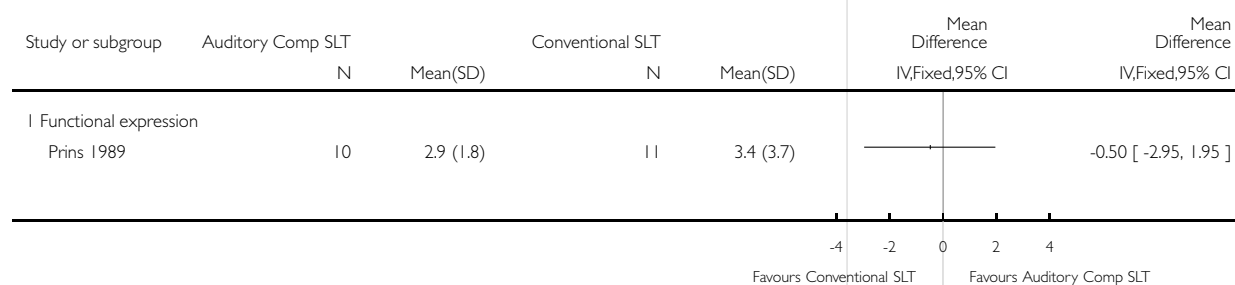 Study or subgroup Auditory Comp SLT Conventional SLT Mean Difference Mean Difference
N Mean(SD) N Mean(SD) IV,Fixed,95% CI IV,Fixed,95% CI
1 Functional expression
Prins 1989 10 2.9 (1.8) 11 3.4 (3.7) -0.50 [ -2.95, 1.95 ]
-4 -2 0 2 4
Favours Conventional SLT Favours Auditory Comp SLT